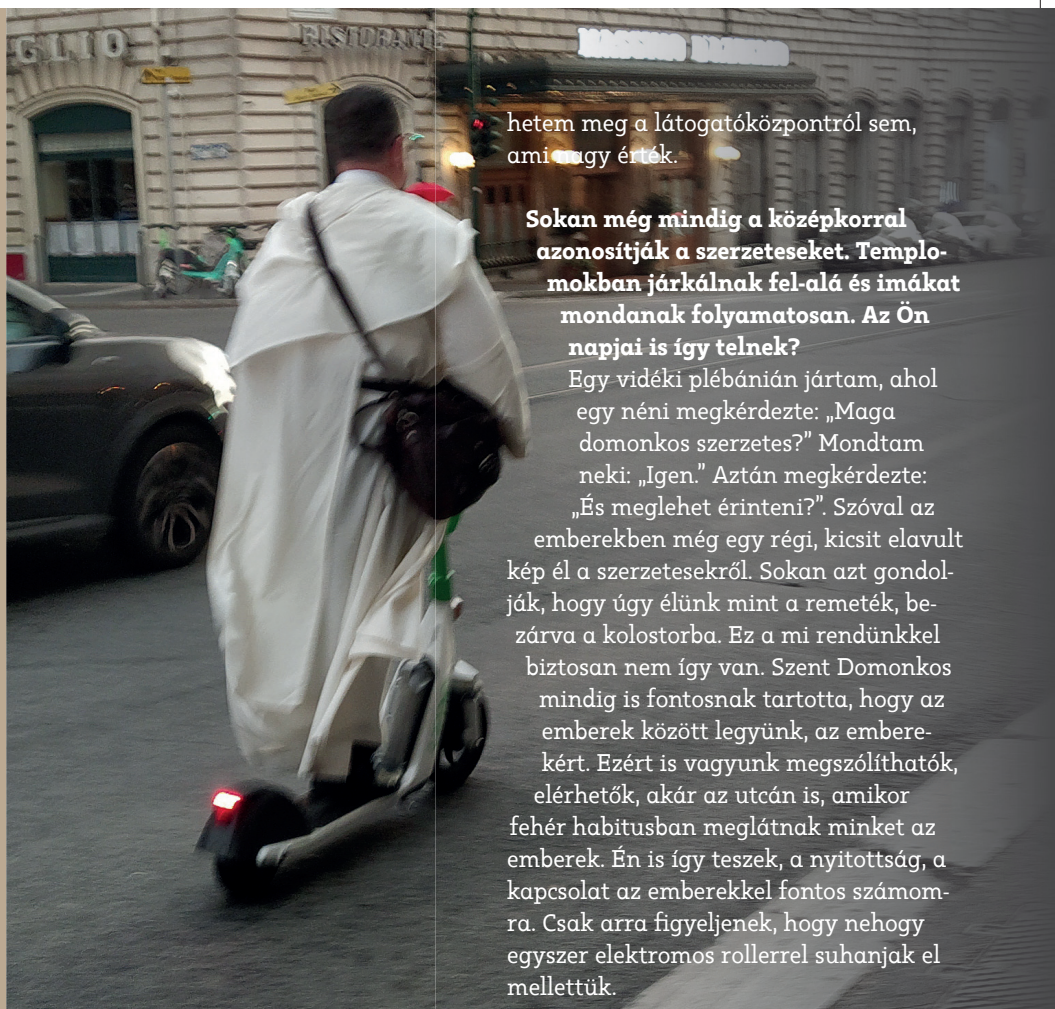 GLIO
RISTORANTE
MASSIMO
hetem meg a látogatóközpontról sem,
ami nagy érték.
Sokan még mindig a középkorral
azonosítják a szerzeteseket. Templo-
mokban járkálnak fel-alá és imákat
mondanak folyamatosan. Az Ön
napjai is így telnek?
Egy vidéki plébánián jártam, ahol
egy néni megkérdezte: „Maga
domonkos szerzetes?” Mondtam
neki: „Igen.” Aztán megkérdezte:
„És meglehet érinteni?”. Szóval az
emberekben még egy régi, kicsit elavult
kép él a szerzetesekről. Sokan azt gondol-
ják, hogy úgy élünk mint a remeték, be-
zárva a kolostorba. Ez a mi rendünkkel
biztosan nem így van. Szent Domonkos
mindig is fontosnak tartotta, hogy az
emberek között legyünk, az embere-
kért. Ezért is vagyunk megszólíthatók,
elérhetők, akár az utcán is, amikor
fehér habitusban meglátnak minket az
emberek. Én is így teszek, a nyitottság, a
kapcsolat az emberekkel fontos számom-
ra. Csak arra figyeljenek, hogy nehogy
egyszer elektromos rollerrel suhanjak el
mellettük.